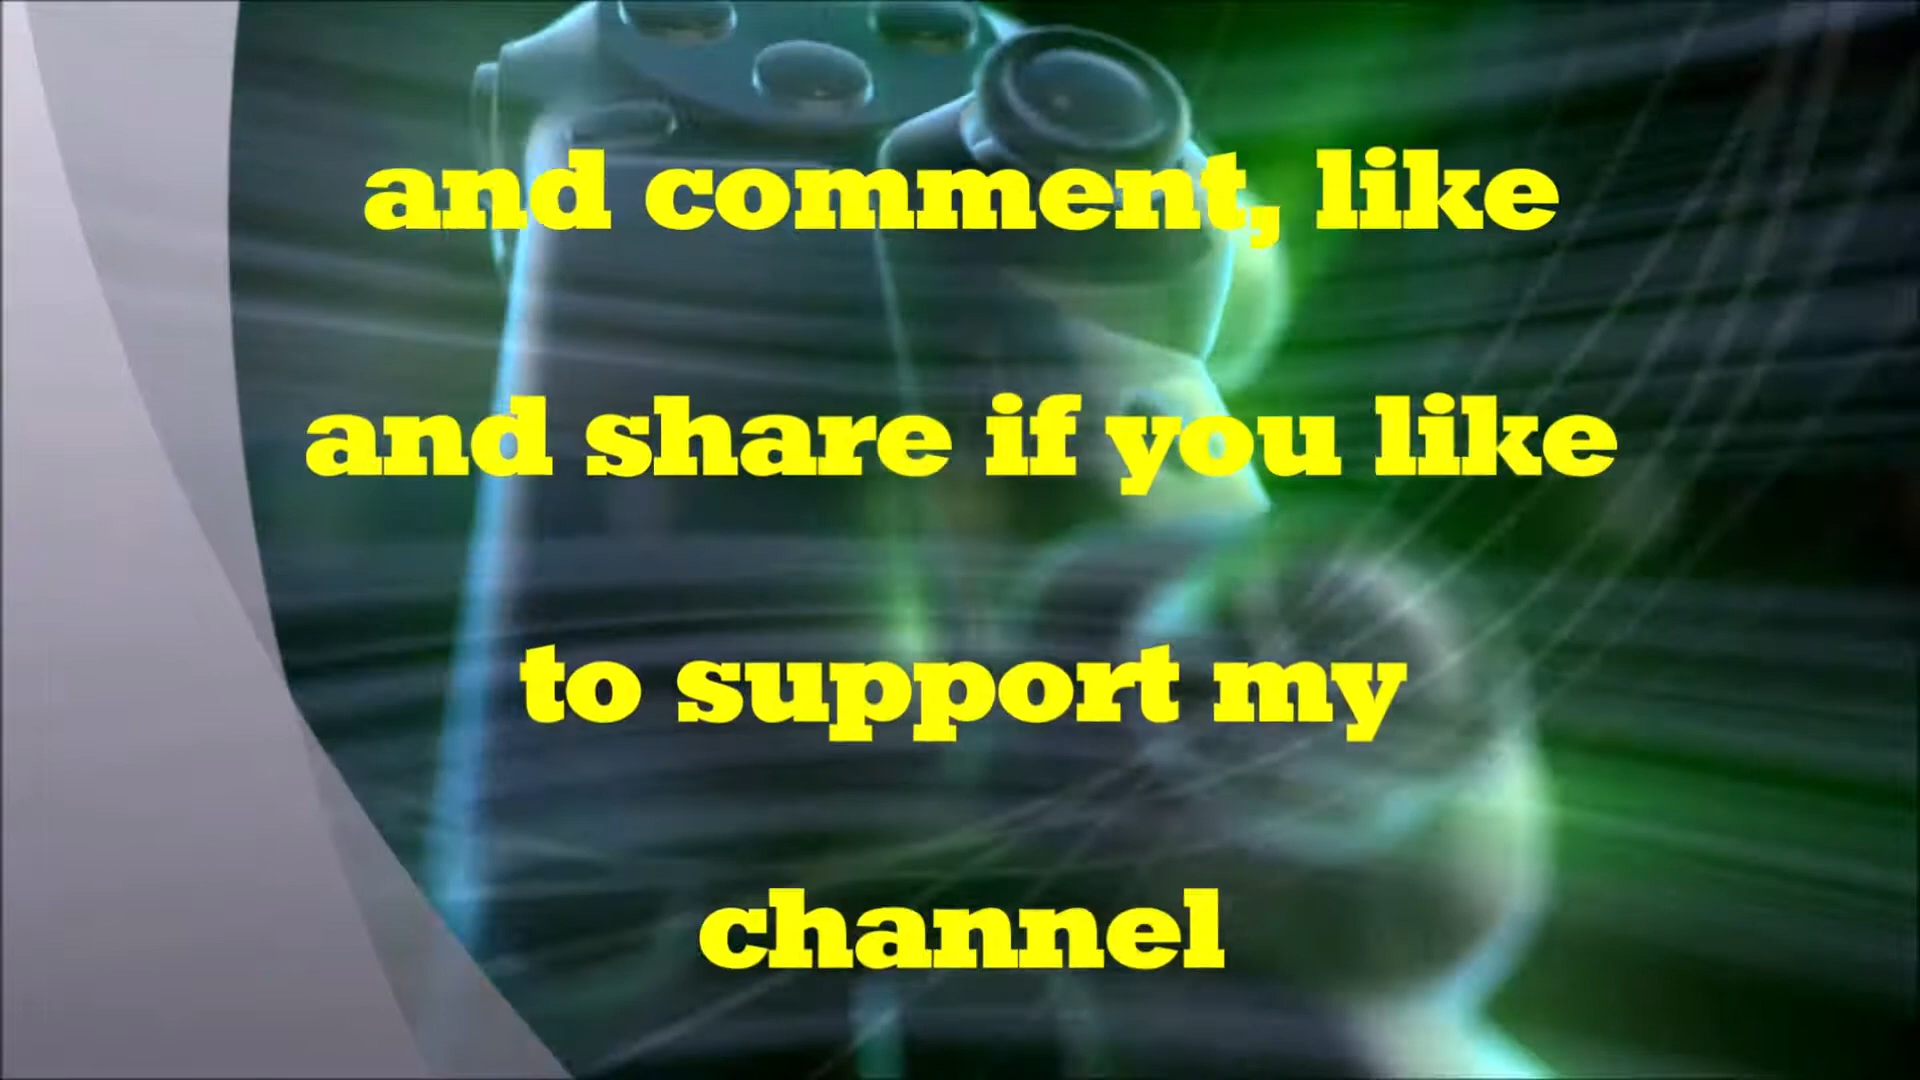 and comment, like
and share if you like
to support my
channel